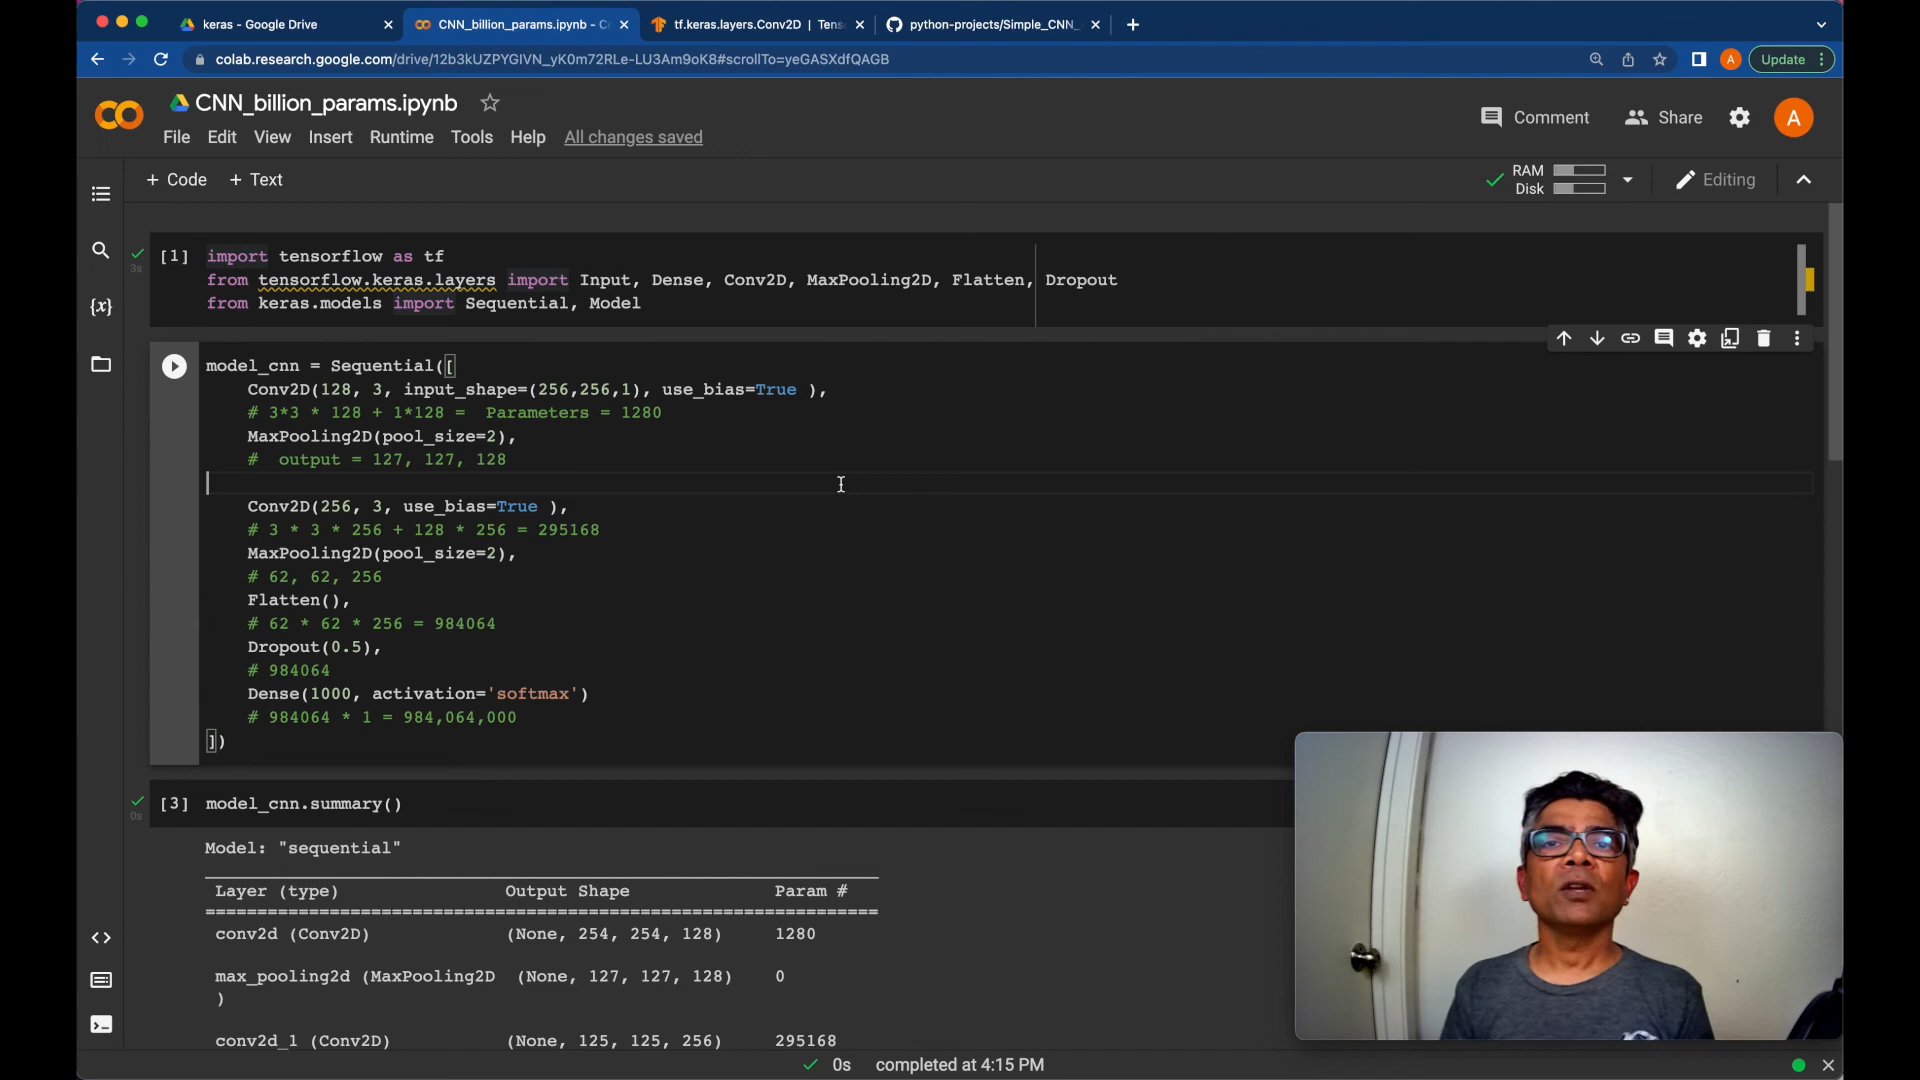 keras - Google Drive
CNN_billion_params.ipynb - C
tf.keras.layers.Conv2D | Tens
python-projects/Simple_CNN_
colab.research.google.com/drive/12b3kUZPYGIVN_yK0m72RLe-LU3Am9oK8#scrollTo=yeGASXdfQAGB
A
Update
CNN_billion_params.ipynb
File Edit View Insert Runtime Tools Help All changes saved
Comment
Share
A
+ Code + Text
RAM
Disk
Editing
[1] import tensorflow as tf
3s
from tensorflow.keras.layers import Input, Dense, Conv2D, MaxPooling2D, Flatten, Dropout
from keras.models import Sequential, Model
{x}
model_cnn = Sequential([
Conv2D(128, 3, input_shape=(256,256,1), use_bias=True ),
# 3*3 * 128 + 1*128 =  Parameters = 1280
MaxPooling2D(pool_size=2),
#  output = 127, 127, 128
Conv2D(256, 3, use_bias=True ),
# 3 * 3 * 256 + 128 * 256 = 295168
MaxPooling2D(pool_size=2),
# 62, 62, 256
Flatten(),
# 62 * 62 * 256 = 984064
Dropout(0.5),
# 984064
Dense(1000, activation='softmax')
# 984064 * 1 = 984,064,000
])
[3] model_cnn.summary()
0s
Model: "sequential"
Layer (type) Output Shape Param #
conv2d (Conv2D) (None, 254, 254, 128) 1280
max_pooling2d (MaxPooling2D (None, 127, 127, 128) 0
)
conv2d_1 (Conv2D) (None, 125, 125, 256) 295168
0s completed at 4:15 PM